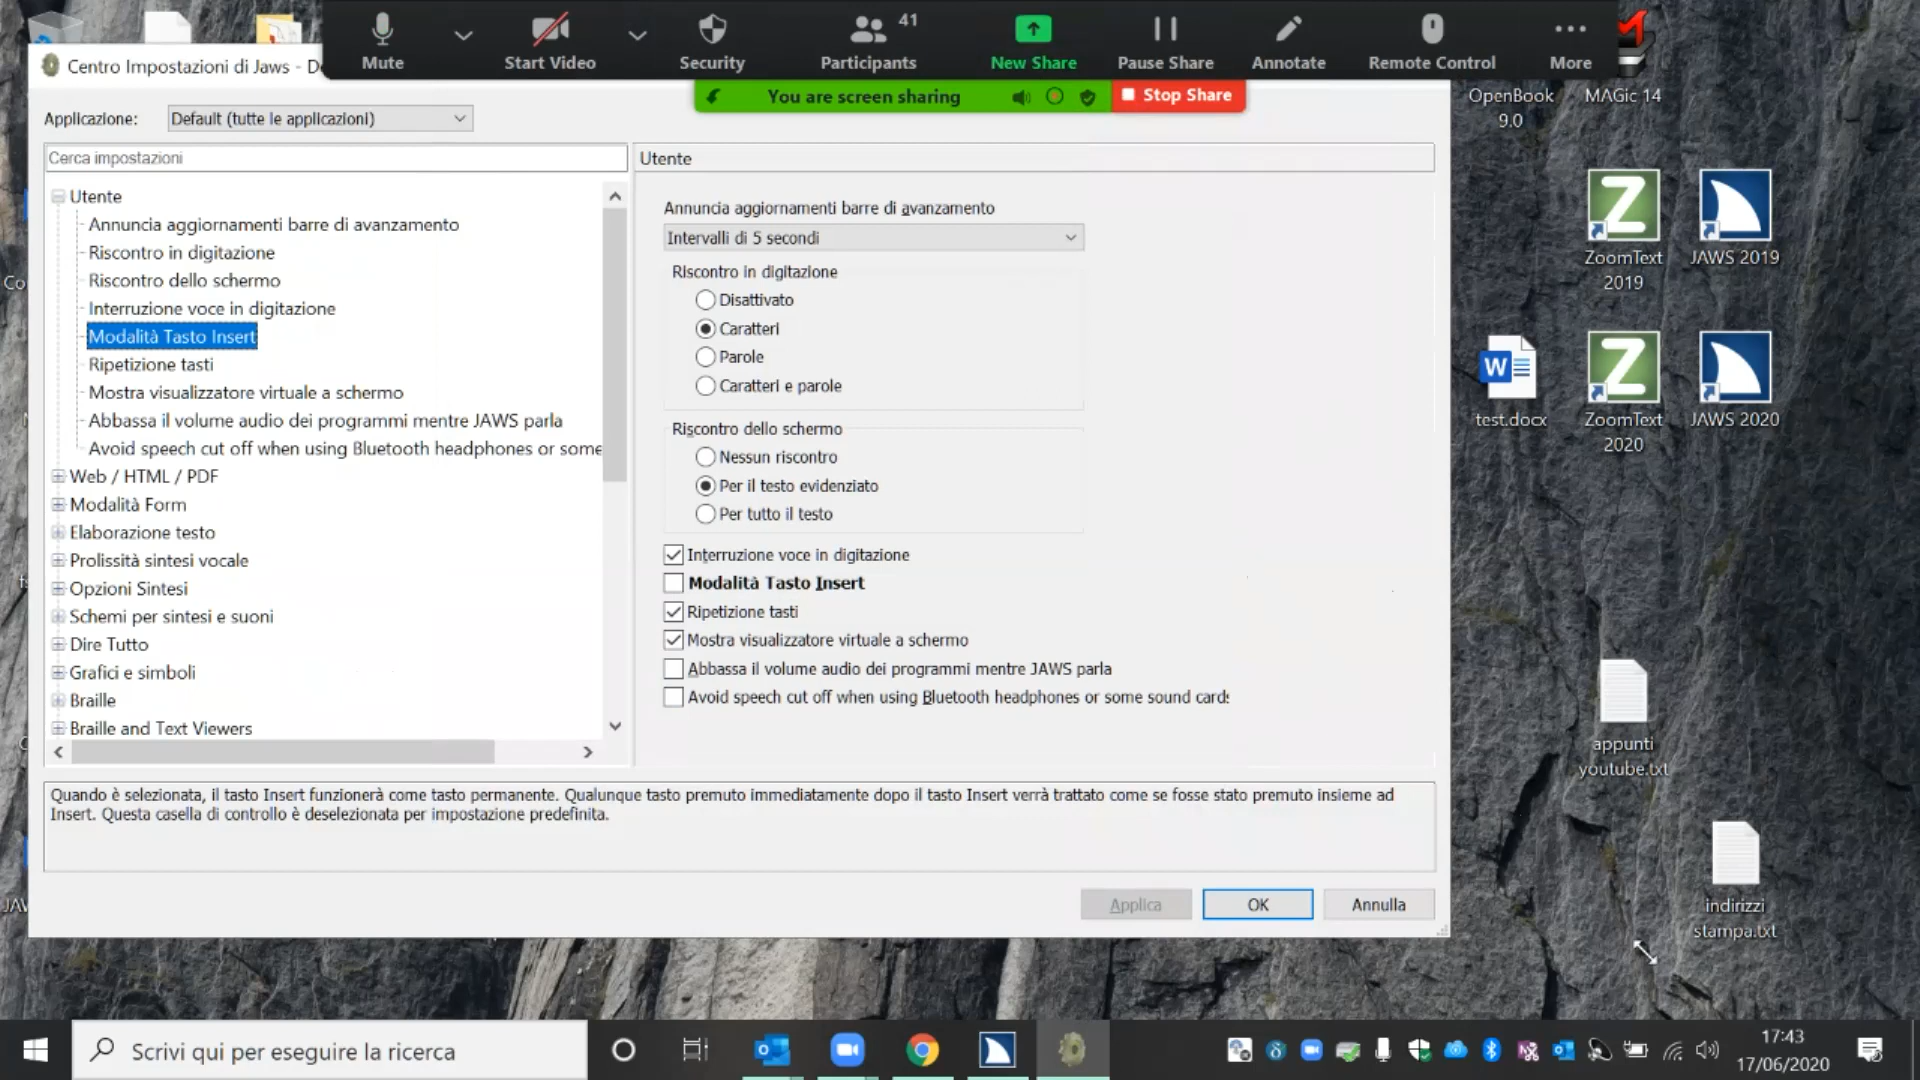 Mute
Start Video
Security
Participants
41
New Share
Pause Share
Annotate
Remote Control
More
You are screen sharing
Stop Share
Centro Impostazioni di Jaws - De
Applicazione:
Default (tutte le applicazioni)
Cerca impostazioni
Utente
Annuncia aggiornamenti barre di avanzamento
Riscontro in digitazione
Riscontro dello schermo
Interruzione voce in digitazione
Modalità Tasto Insert
Ripetizione tasti
Mostra visualizzatore virtuale a schermo
Abbassa il volume audio dei programmi mentre JAWS parla
Avoid speech cut off when using Bluetooth headphones or some
Web / HTML / PDF
Modalità Form
Elaborazione testo
Prolissità sintesi vocale
Opzioni Sintesi
Schemi per sintesi e suoni
Dire Tutto
Grafici e simboli
Braille
Braille and Text Viewers
Utente
Annuncia aggiornamenti barre di avanzamento
Intervalli di 5 secondi
Riscontro in digitazione
Disattivato
Caratteri
Parole
Caratteri e parole
Riscontro dello schermo
Nessun riscontro
Per il testo evidenziato
Per tutto il testo
Interruzione voce in digitazione
Modalità Tasto Insert
Ripetizione tasti
Mostra visualizzatore virtuale a schermo
Abbassa il volume audio dei programmi mentre JAWS parla
Avoid speech cut off when using Bluetooth headphones or some sound card
Quando è selezionata, il tasto Insert funzionerà come tasto permanente. Qualunque tasto premuto immediatamente dopo il tasto Insert verrà trattato come se fosse stato premuto insieme ad
Insert. Questa casella di controllo è deselezionata per impostazione predefinita.
Applica
OK
Annulla
OpenBook
9.0
MAGic 14
ZoomText
2019
JAWS 2019
test.docx
ZoomText
2020
JAWS 2020
appunti
youtube.txt
indirizzi
stampa.txt
Scrivi qui per eseguire la ricerca
17:43
17/06/2020